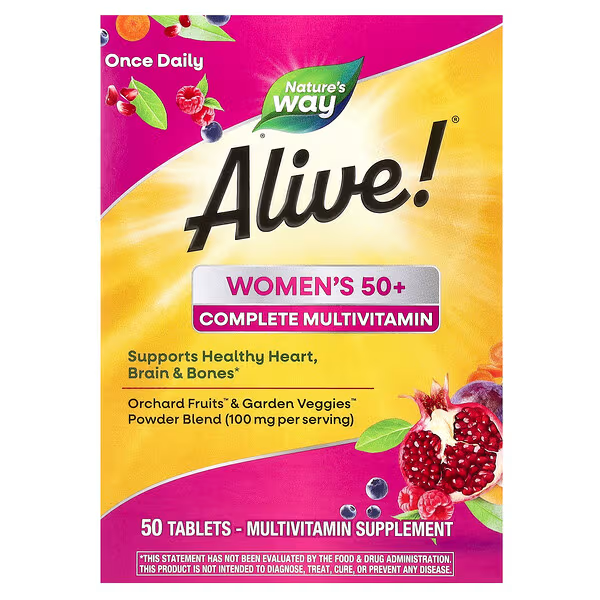 Once Daily
Nature's
way®
Alive!®
WOMEN'S 50+
COMPLETE MULTIVITAMIN
Supports Healthy Heart,
Brain & Bones*
Orchard Fruits™ & Garden Veggies™
Powder Blend (100 mg per serving)
50 TABLETS - MULTIVITAMIN SUPPLEMENT
*THIS STATEMENT HAS NOT BEEN EVALUATED BY THE FOOD & DRUG ADMINISTRATION.
THIS PRODUCT IS NOT INTENDED TO DIAGNOSE, TREAT, CURE, OR PREVENT ANY DISEASE.